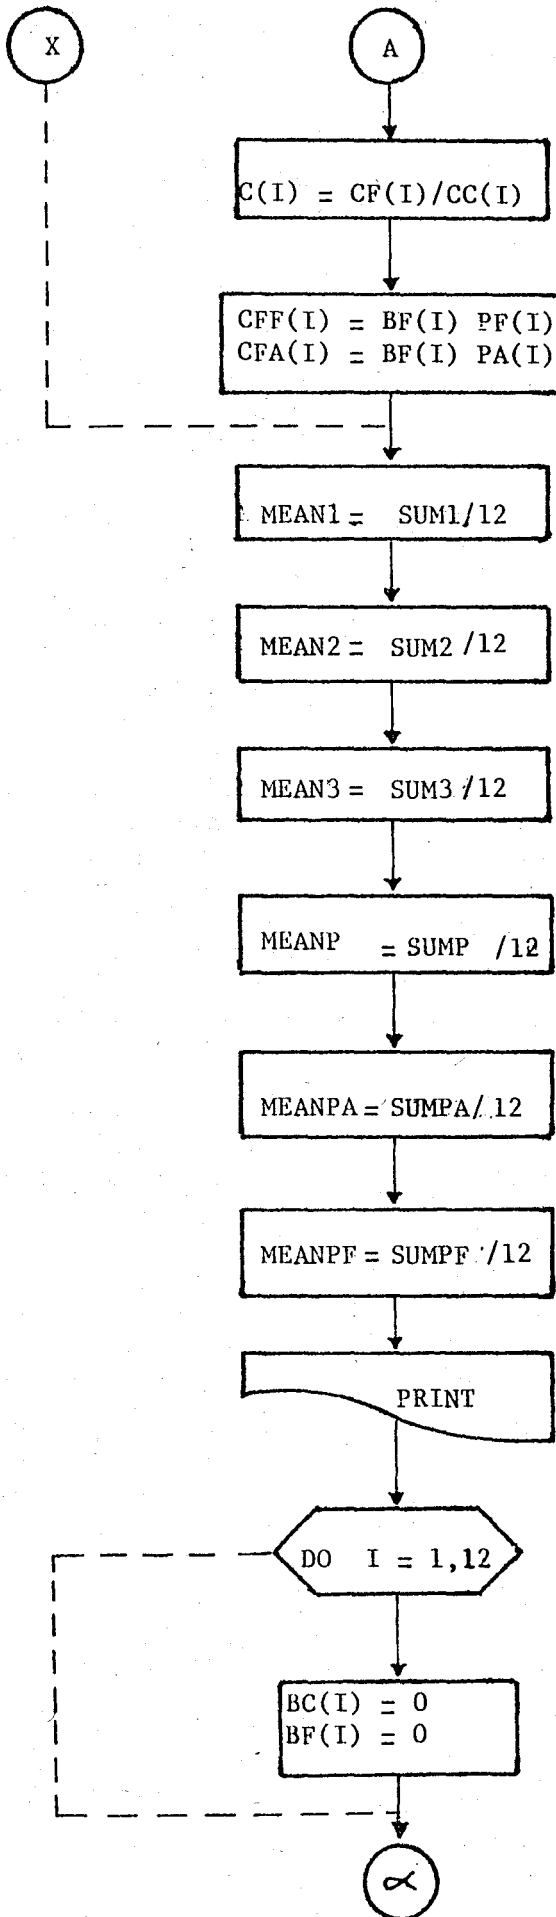 X
A
C(I) = CF(I)/CC(I)
CFF(I) = BF(I) PF(I)
CFA(I) = BF(I) PA(I)
MEAN1 = SUM1/12
MEAN2 = SUM2 /12
MEAN3 = SUM3 /12
MEANP = SUMP /12
MEANPA = SUMPA/ 12
MEANPF = SUMPF /12
PRINT
DO I = 1,12
BC(I) = 0
BF(I) = 0
α